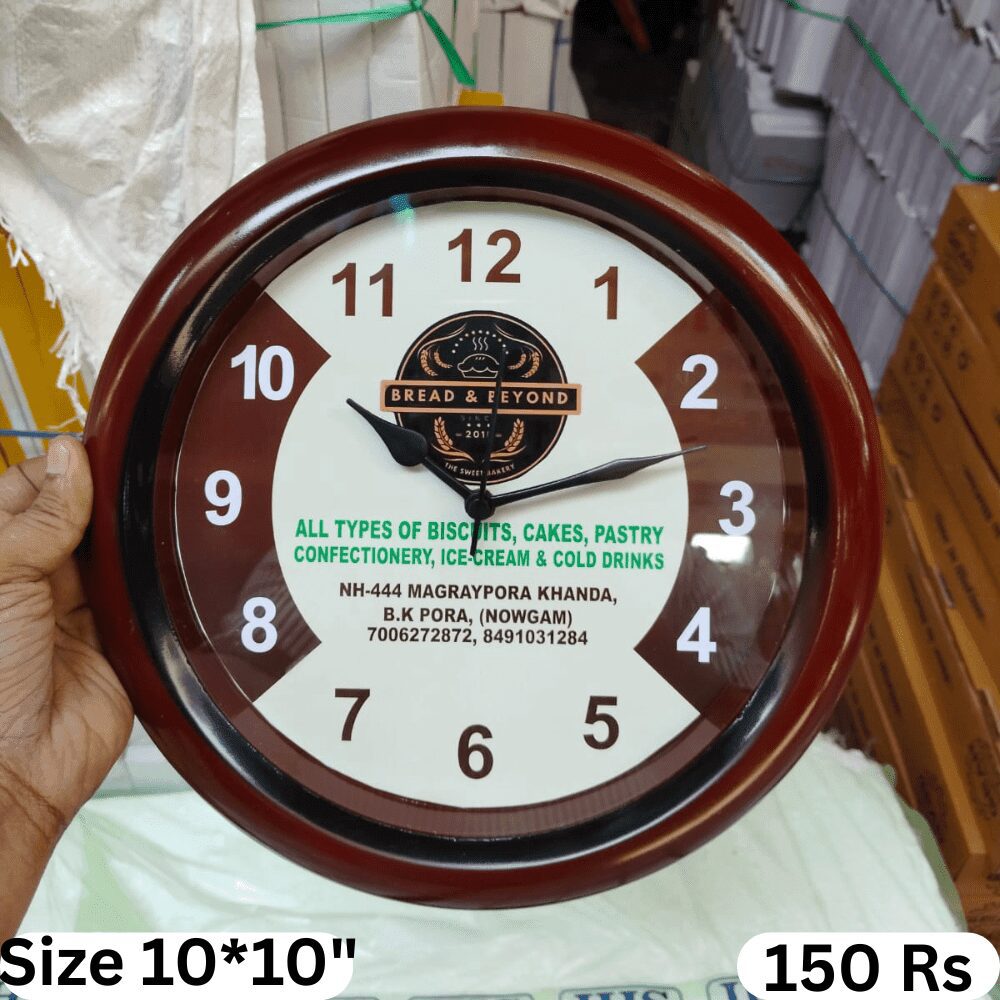 12
11
1
10
2
BREAD & BEYOND
SINCE
THE SWEET BAKERY
9
3
ALL TYPES OF BISCUITS, CAKES, PASTRY
CONFECTIONERY, ICE-CREAM & COLD DRINKS
NH-444 MAGRAYPORA KHANDA,
B.K PORA, (NOWGAM)
7006272872, 8491031284
8
4
7
5
6
Size 10*10"
150 Rs